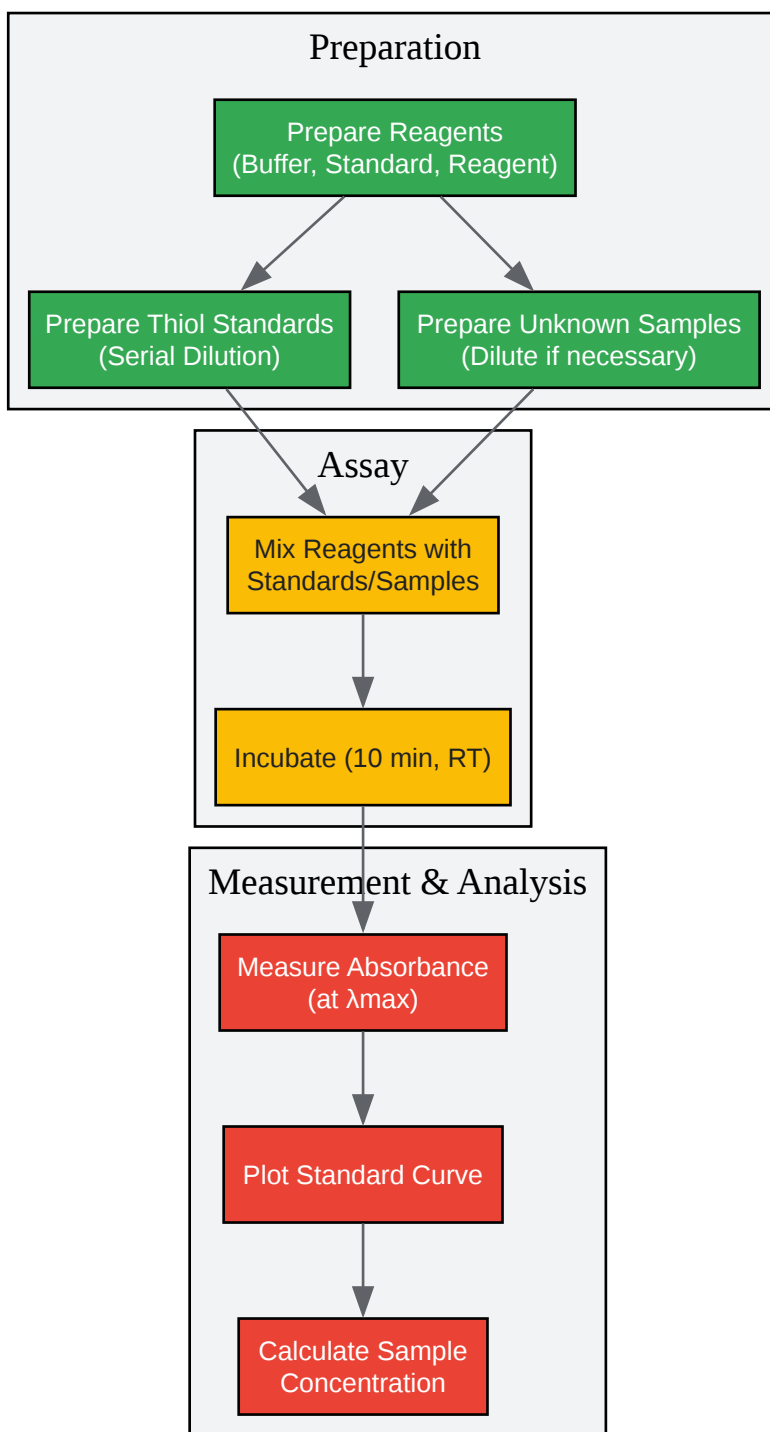 Preparation
Prepare Reagents
(Buffer, Standard, Reagent)
Prepare Thiol Standards
(Serial Dilution)
Prepare Unknown Samples
(Dilute if necessary)
Assay
Mix Reagents with
Standards/Samples
Incubate (10 min, RT)
Measurement & Analysis
Measure Absorbance
(at λmax)
Plot Standard Curve
Calculate Sample
Concentration